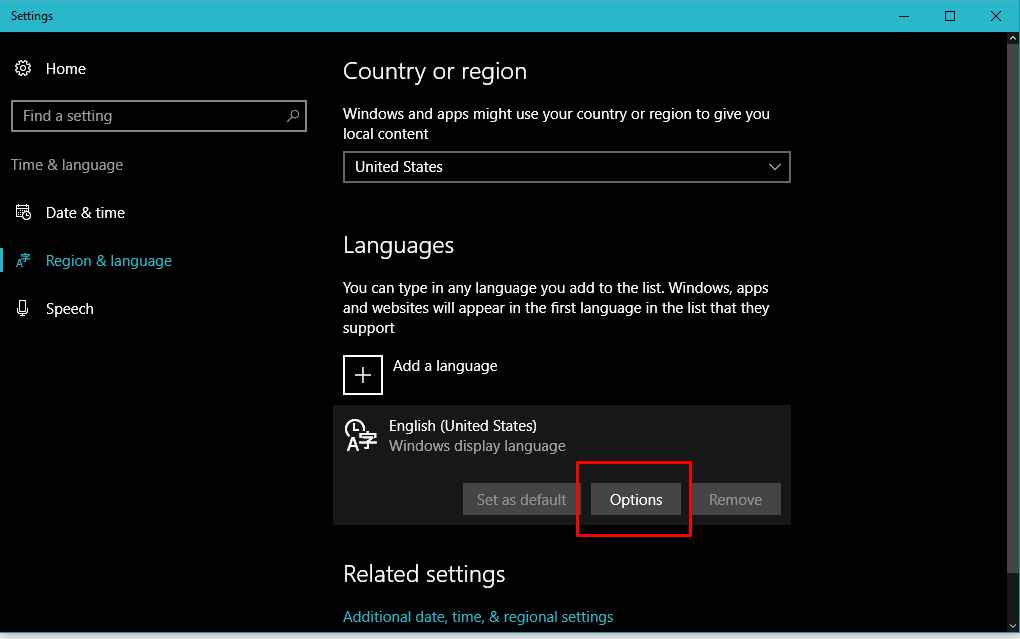 Settings
Home
Find a setting
Time & language
Date & time
Region & language
Speech
Country or region
Windows and apps might use your country or region to give you
local content
United States
Languages
You can type in any language you add to the list. Windows, apps
and websites will appear in the first language in the list that they
support
Add a language
English (United States)
Windows display language
Set as default Options Remove
Related settings
Additional date, time, & regional settings